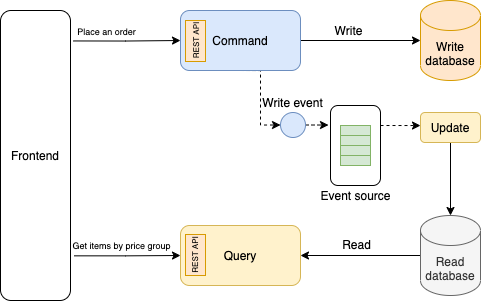 Frontend
Place an order
REST API
Command
Write
Write
database
Write event
Event source
Update
Get items by price group
REST API
Query
Read
Read
database